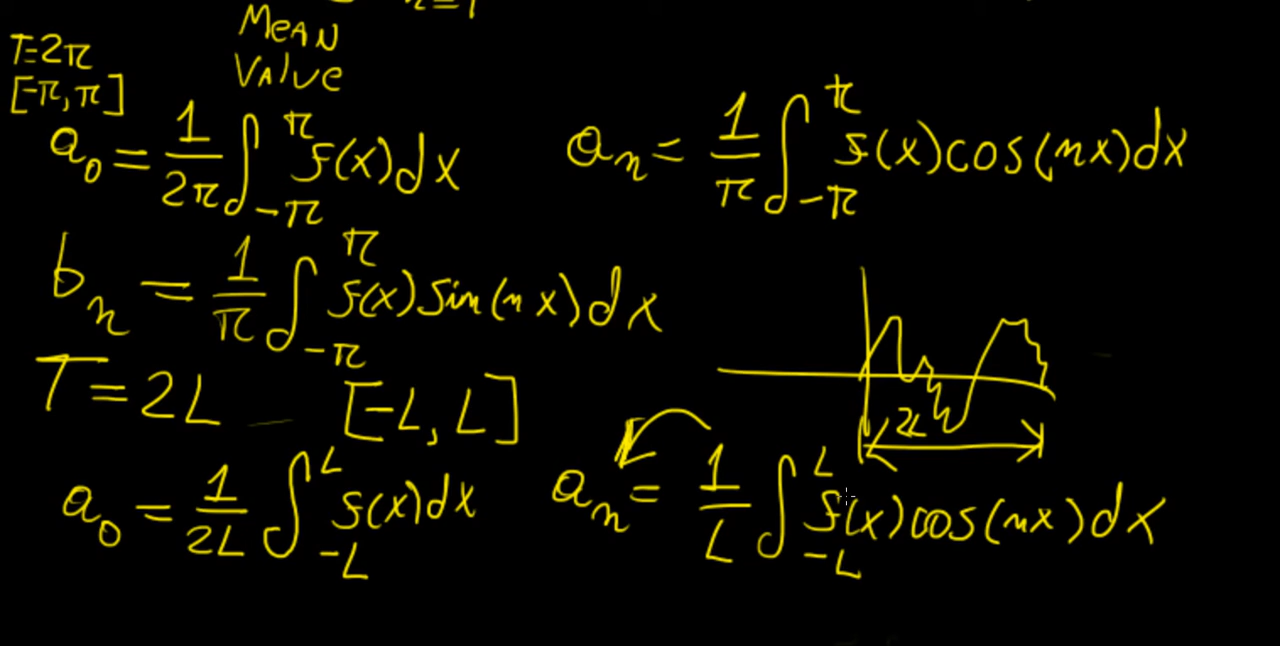 n=1
MEAN
VALUE
T=2π
[-π,π]
a₀ = 1/2π ∫_{-π}^{π} f(x)dx
aₙ = 1/π ∫_{-π}^{π} f(x)cos(nx)dx
bₙ = 1/π ∫_{-π}^{π} f(x)sin(nx)dx
T=2L [-L, L]
2L
a₀ = 1/2L ∫_{-L}^{L} f(x)dx
aₙ = 1/L ∫_{-L}^{L} f(x)cos(nx)dx